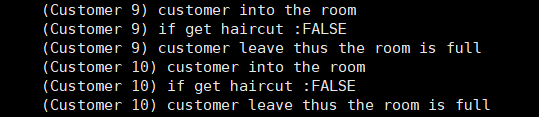 (Customer 9) customer into the room
(Customer 9) if get haircut :FALSE
(Customer 9) customer leave thus the room is full
(Customer 10) customer into the room
(Customer 10) if get haircut :FALSE
(Customer 10) customer leave thus the room is full